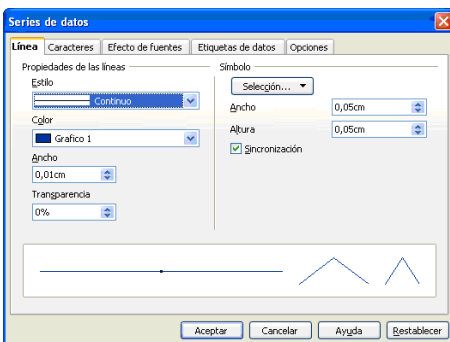 Series de datos
Línea Caracteres Efecto de fuentes Etiquetas de datos Opciones
Propiedades de las líneas
Estilo
Continuo
Color
Grafico 1
Ancho
0,01cm
Transparencia
0%
Símbolo
Selección...
Ancho 0,05cm
Altura 0,05cm
Sincronización
Aceptar Cancelar Ayuda Restablecer